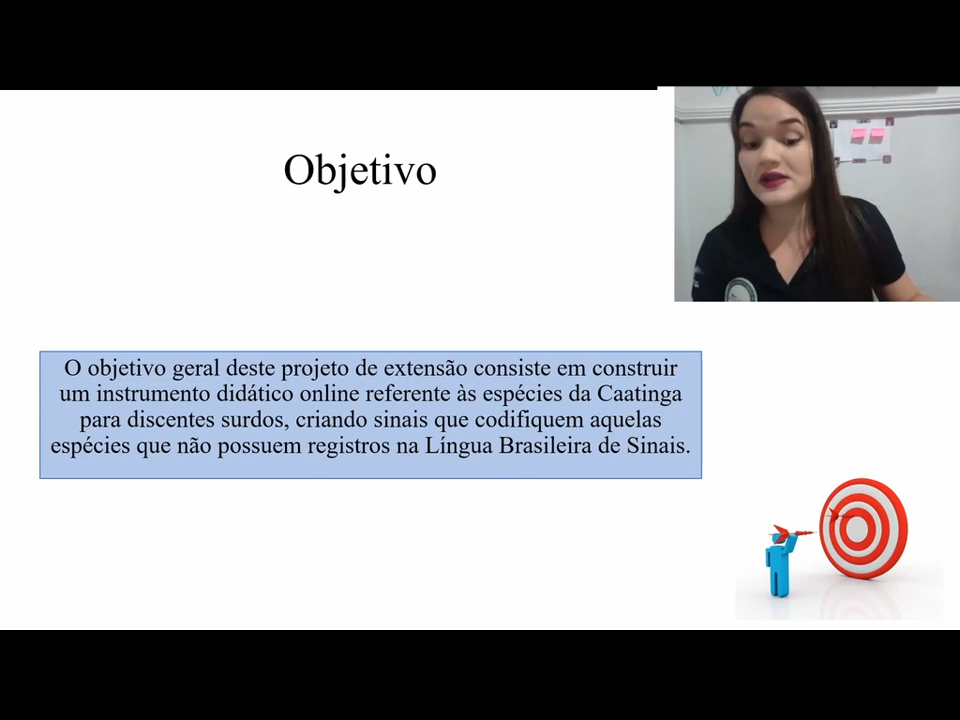 Objetivo
O objetivo geral deste projeto de extensão consiste em construir
um instrumento didático online referente às espécies da Caatinga
para discentes surdos, criando sinais que codifiquem aquelas
espécies que não possuem registros na Língua Brasileira de Sinais.